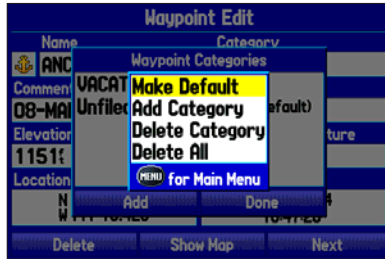 Waypoint Edit
Name Category
ANC
Waypoint Categories
Comment
VACAT
Make Default
08-MA
Unfiled
Add Category
efault)
Delete Category
Elevation
ture
Delete All
1151
MENU for Main Menu
Location
N
Add Done
W
Delete Show Map Next